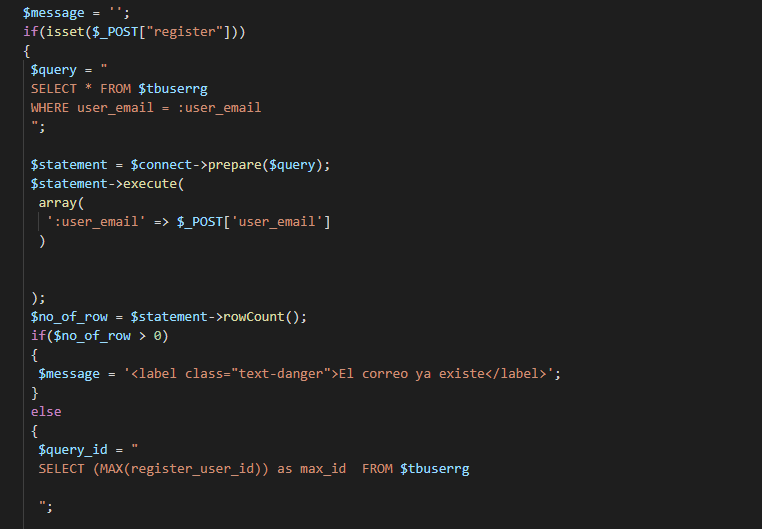 $message = '';
if(isset($_POST["register"]))
{
$query = "
SELECT * FROM $tbuserrg
WHERE user_email = :user_email
";
$statement = $connect->prepare($query);
$statement->execute(
array(
':user_email' => $_POST['user_email']
)
);
$no_of_row = $statement->rowCount();
if($no_of_row > 0)
{
$message = '<label class="text-danger">El correo ya existe</label>';
}
else
{
$query_id = "
SELECT (MAX(register_user_id)) as max_id  FROM $tbuserrg
";